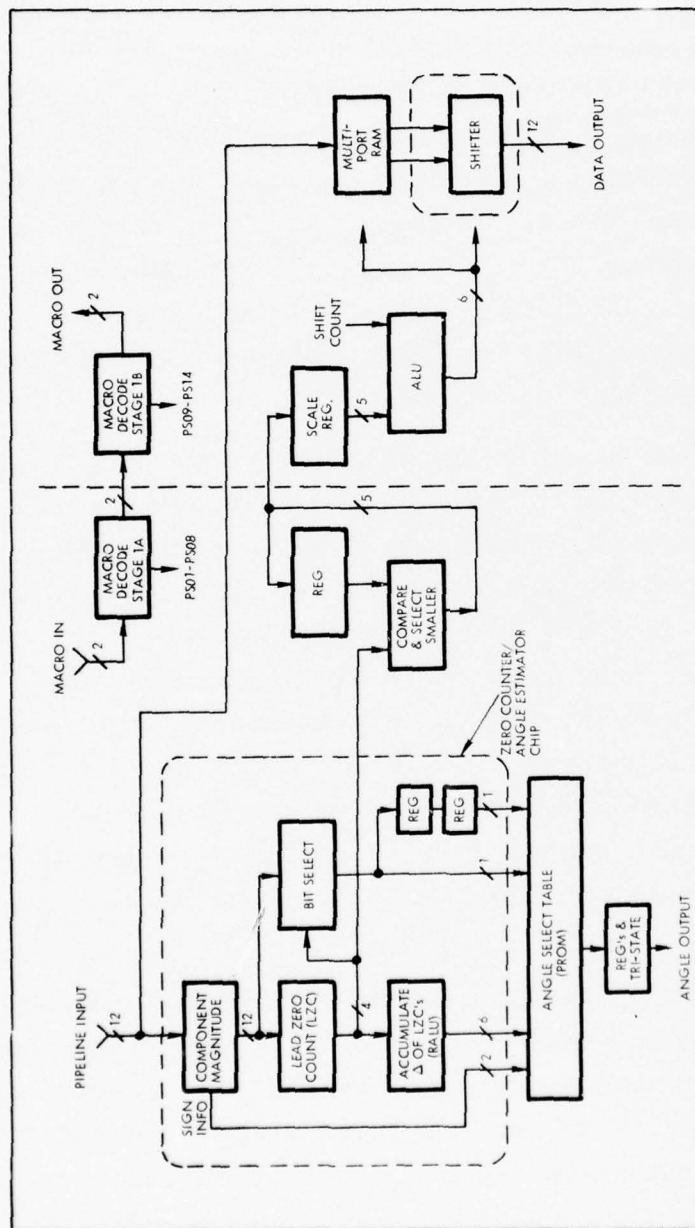 MACRO IN
2
MACRO
DECODE
STAGE 1A
PS01-PS08
2
MACRO
DECODE
STAGE 1B
PS09-PS14
2
MACRO OUT
PIPELINE INPUT
12
COMPONENT
MAGNITUDE
SIGN
INFO
12
LEAD ZERO
COUNT (LZC)
4
ACCUMULATE
Δ OF LZC's
(RALU)
6
2
BIT SELECT
REG
REG
1
1
ZERO COUNTER/
ANGLE ESTIMATOR
CHIP
ANGLE SELECT TABLE
(PROM)
REG's &
TRI-STATE
ANGLE OUTPUT
REG
COMPARE
& SELECT
SMALLER
5
SCALE
REG.
5
SHIFT
COUNT
ALU
6
MULTI-
PORT
RAM
SHIFTER
12
DATA OUTPUT